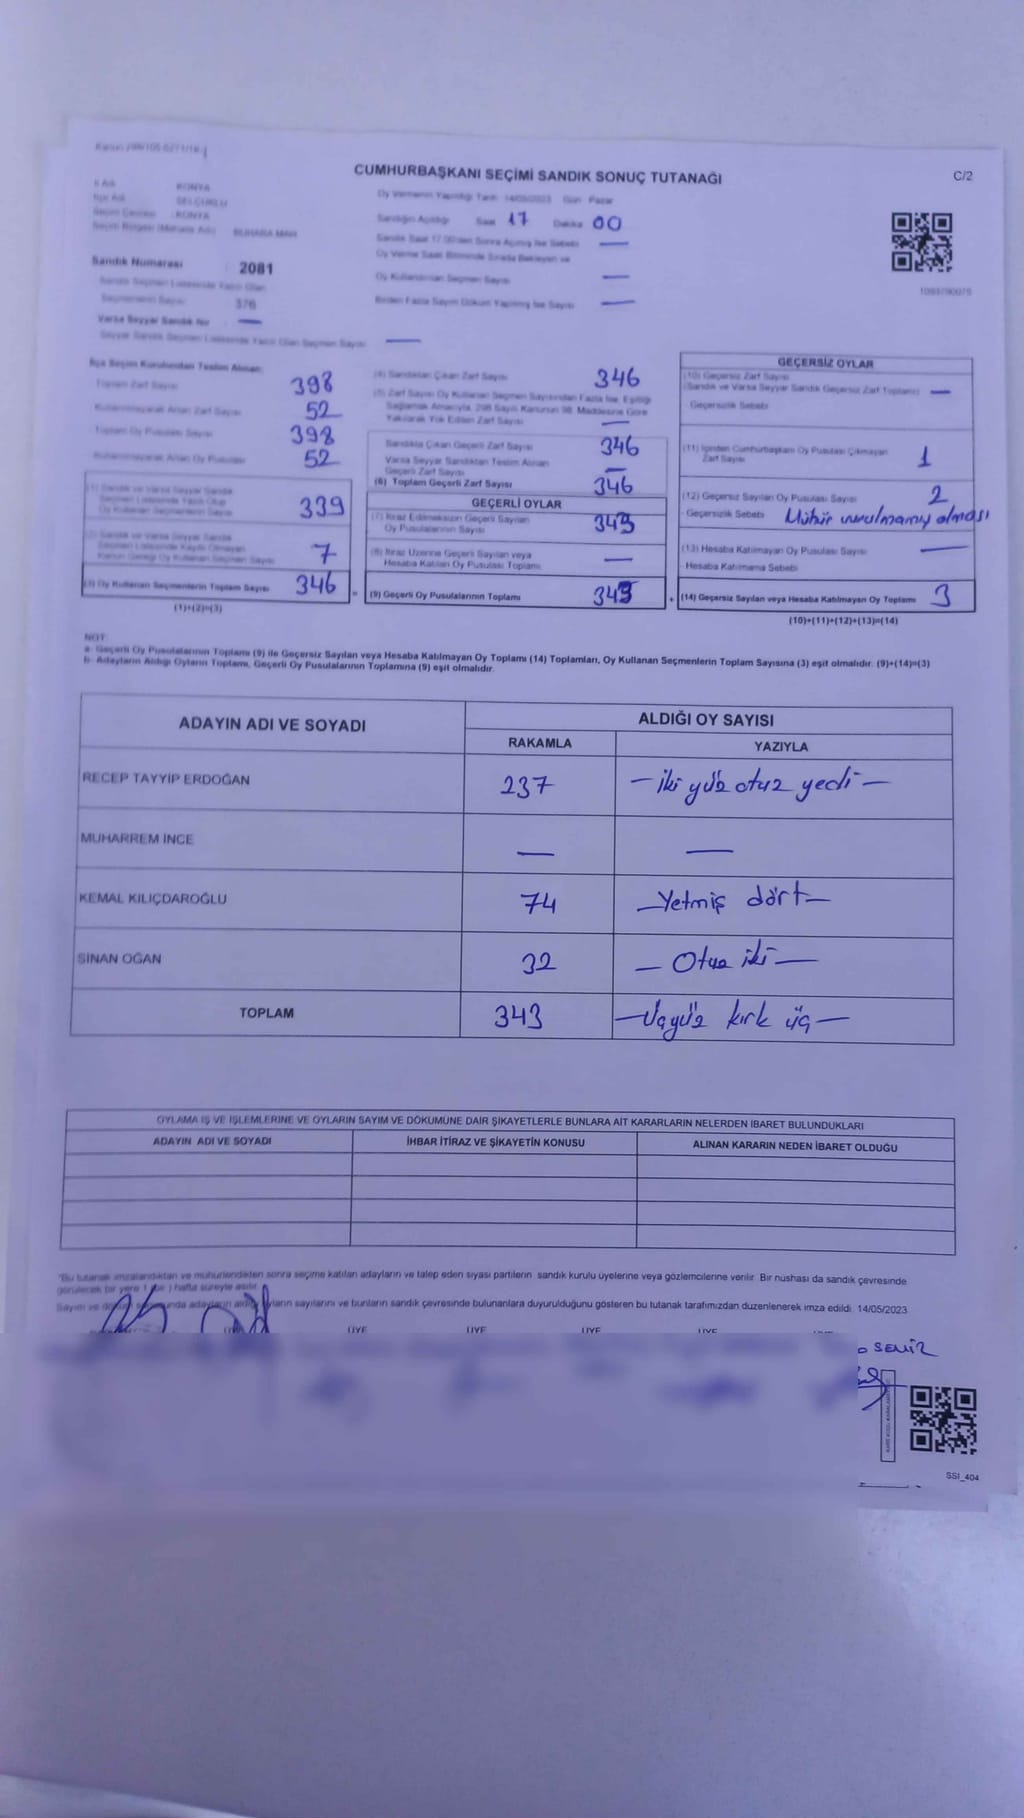 CUMHURBAŞKANI SEÇİMİ SANDIK SONUÇ TUTANAĞI
C/2
İl Adı KONYA
İlçe Adı SELÇUKLU
Seçim Çevresi : KONYA
Seçim Bölgesi (Mahalle Adı) BUHARA MAH
Sandık Numarası : 2081
Sandık Seçmen Listesinde Yazılı Olan
Seçmenlerin Sayısı : 376
Varsa Seyyar Sandık No : —
Seyyar Sandık Seçmen Listesinde Yazılı Olan Seçmen Sayısı —
Oy Vermenin Yapıldığı Tarih 14/05/2023 Gün Pazar
Sandığın Açıldığı Saat 17 Dakika 00
Sandık Saat 17.00'den Sonra Açılmış İse Sebebi —
Oy Verme Saati Bitiminde Sırada Bekleyen ve
Oy Kullandırılan Seçmen Sayısı —
Birden Fazla Sayım Döküm Yapılmış İse Sayısı —
İlçe Seçim Kurulundan Teslim Alınan;
Toplam Zarf Sayısı 398
Kullanılmayarak Artan Zarf Sayısı 52
Toplam Oy Pusulası Sayısı 398
Kullanılmayarak Artan Oy Pusulası 52
(1) Sandık ve Varsa Seyyar Sandık
Seçmen Listesinde Yazılı Olup
Oy Kullanan Seçmenlerin Sayısı 339
(2) Sandık ve Varsa Seyyar Sandık
Seçmen Listesinde Kaydı Olmayan
Kanun Gereği Oy Kullanan Seçmen Sayısı 7
(3) Oy Kullanan Seçmenlerin Toplam Sayısı 346
(1)+(2)=(3)
(4) Sandıktan Çıkan Zarf Sayısı 346
(5) Zarf Sayısı Oy Kullanan Seçmen Sayısından Fazla İse, Eşitliği
Sağlamak Amacıyla, 298 Sayılı Kanunun 98. Maddesine Göre
Yakılarak Yok Edilen Zarf Sayısı —
Sandıkta Çıkan Geçerli Zarf Sayısı 346
Varsa Seyyar Sandıktan Teslim Alınan
Geçerli Zarf Sayısı —
(6) Toplam Geçerli Zarf Sayısı 346
GEÇERLİ OYLAR
(7) İtiraz Edilmeksizin Geçerli Sayılan
Oy Pusulalarının Sayısı 343
(8) İtiraz Üzerine Geçerli Sayılan veya
Hesaba Katılan Oy Pusulası Toplamı —
= (9) Geçerli Oy Pusulalarının Toplamı 343
GEÇERSİZ OYLAR
(10) Geçersiz Zarf Sayısı
(Sandık ve Varsa Seyyar Sandık Geçersiz Zarf Toplamı) —
Geçersizlik Sebebi
(11) İçinden Cumhurbaşkanı Oy Pusulası Çıkmayan
Zarf Sayısı 1
(12) Geçersiz Sayılan Oy Pusulası Sayısı 2
Geçersizlik Sebebi Mühür vurulmamış olması
(13) Hesaba Katılmayan Oy Pusulası Sayısı —
Hesaba Katılmama Sebebi
+ (14) Geçersiz Sayılan veya Hesaba Katılmayan Oy Toplamı 3
(10)+(11)+(12)+(13)=(14)
NOT:
a- Geçerli Oy Pusulalarının Toplamı (9) ile Geçersiz Sayılan veya Hesaba Katılmayan Oy Toplamı (14) Toplamları, Oy Kullanan Seçmenlerin Toplam Sayısına (3) eşit olmalıdır. (9)+(14)=(3)
b- Adayların Aldığı Oyların Toplamı, Geçerli Oy Pusulalarının Toplamına (9) eşit olmalıdır.
ADAYIN ADI VE SOYADI
ALDIĞI OY SAYISI
RAKAMLA YAZIYLA
RECEP TAYYİP ERDOĞAN 237 — iki yüz otuz yedi —
MUHARREM İNCE — —
KEMAL KILIÇDAROĞLU 74 — Yetmiş dört —
SİNAN OĞAN 32 — Otuz iki —
TOPLAM 343 — Üçyüz kırk üç —
OYLAMA İŞ VE İŞLEMLERİNE VE OYLARIN SAYIM VE DÖKÜMÜNE DAİR ŞİKAYETLERLE BUNLARA AİT KARARLARIN NELERDEN İBARET BULUNDUKLARI
ADAYIN ADI VE SOYADI İHBAR İTİRAZ VE ŞİKAYETİN KONUSU ALINAN KARARIN NEDEN İBARET OLDUĞU
*Bu tutanak imzalandıktan ve mühürlendikten sonra seçime katılan adayların ve talep eden siyasi partilerin sandık kurulu üyelerine veya gözlemcilerine verilir. Bir nüshası da sandık çevresinde
görülecek bir yere 1 ( bir ) hafta süreyle asılır.
Sayım ve döküm sonunda adayların aldığı oyların sayılarını ve bunların sandık çevresinde bulunanlara duyurulduğunu gösteren bu tutanak tarafımızdan düzenlenerek imza edildi. 14/05/2023
ÜYE ÜYE ÜYE ÜYE
SEMİZ
SSI_404